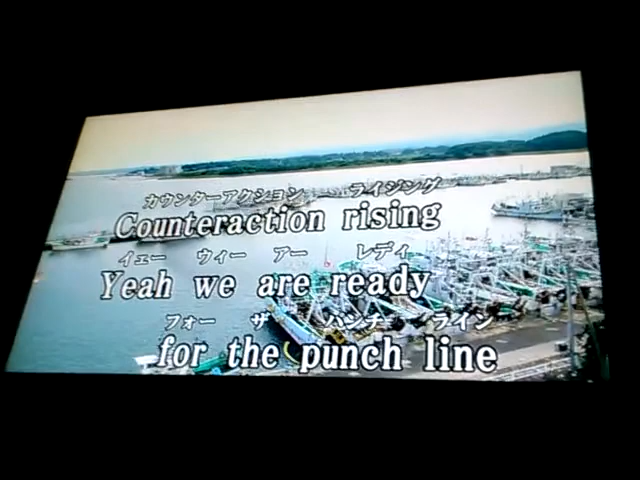 カウンターアクション ライジング
Counteraction rising
イェー ウィー アー レディ
Yeah we are ready
フォー ザ パンチ ライン
for the punch line